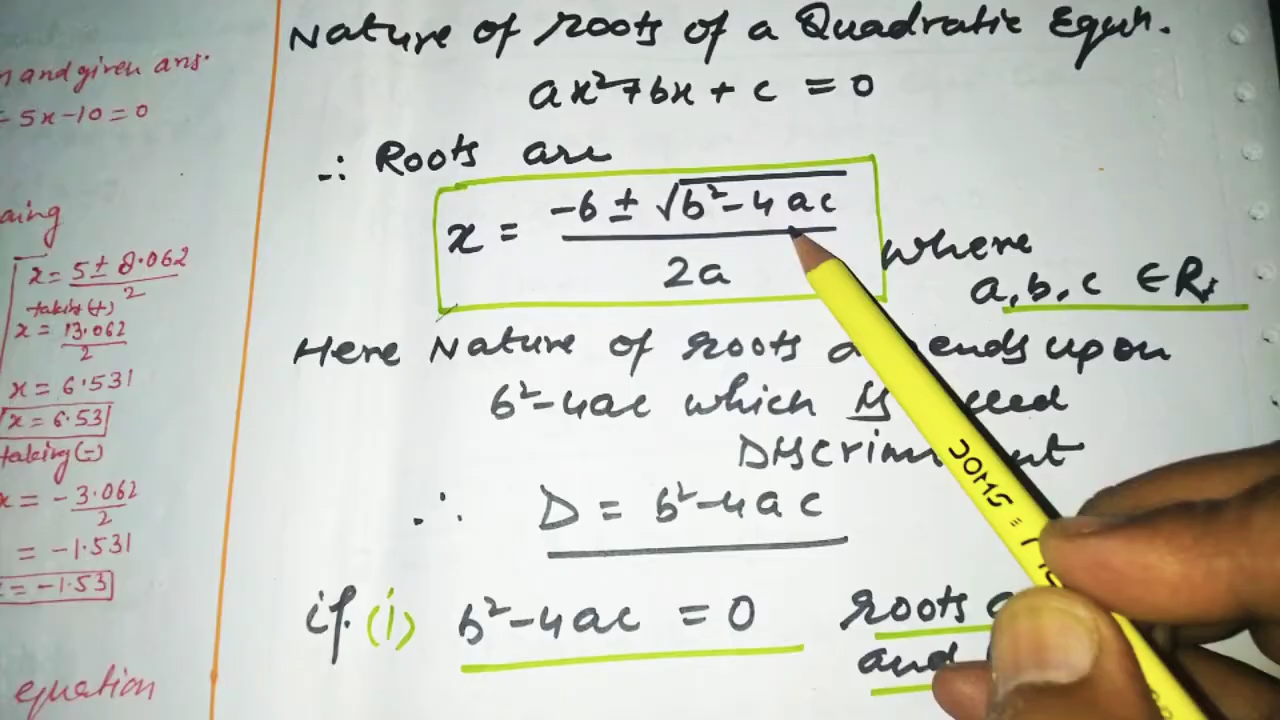 Nature of roots of a Quadratic Equn.
ax²+bx+c=0
∴ Roots are
x = (-b ± √b²-4ac) / 2a
where
a, b, c ∈ R,
Here Nature of roots upon
b²-4ac which is
∴ D = b²-4ac
if (i) b²-4ac = 0 roots
and
and given ans.
5x-10=0
x = (5 ± 8.062) / 2
taking (+)
x = 13.062 / 2
x = 6.531
x = 6.53
taking (-)
x = -3.062 / 2
= -1.531
= -1.53
equation
DOMS